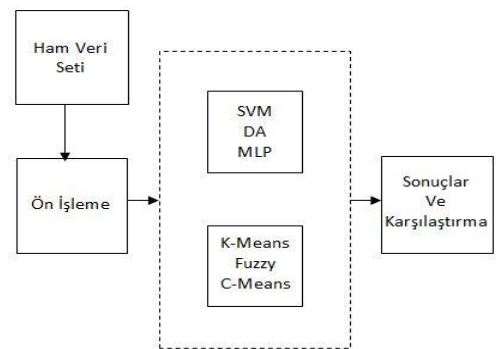 Ham Veri
Seti
Ön İşleme
SVM
DA
MLP
K-Means
Fuzzy
C-Means
Sonuçlar
Ve
Karşılaştırma